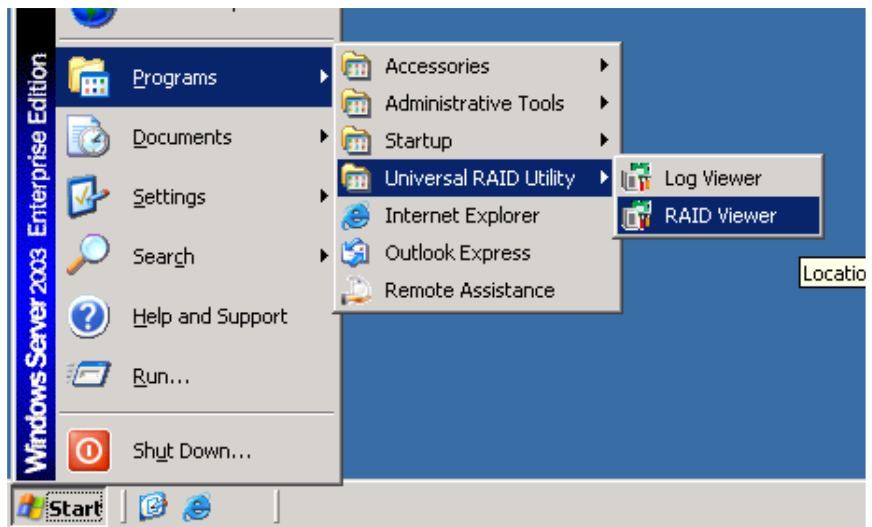 Windows Server 2003 Enterprise Edition
Programs
Documents
Settings
Search
Help and Support
Run...
Shut Down...
Accessories
Administrative Tools
Startup
Universal RAID Utility
Internet Explorer
Outlook Express
Remote Assistance
Log Viewer
RAID Viewer
Locatio
Start